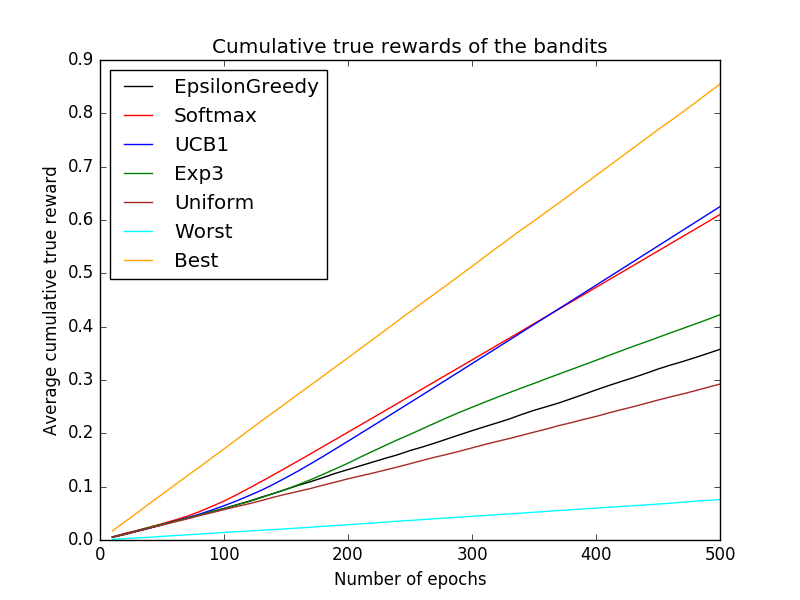 Cumulative true rewards of the bandits
Average cumulative true reward
0.9
0.8
0.7
0.6
0.5
0.4
0.3
0.2
0.1
0.0
EpsilonGreedy
Softmax
UCB1
Exp3
Uniform
Worst
Best
0 100 200 300 400 500
Number of epochs